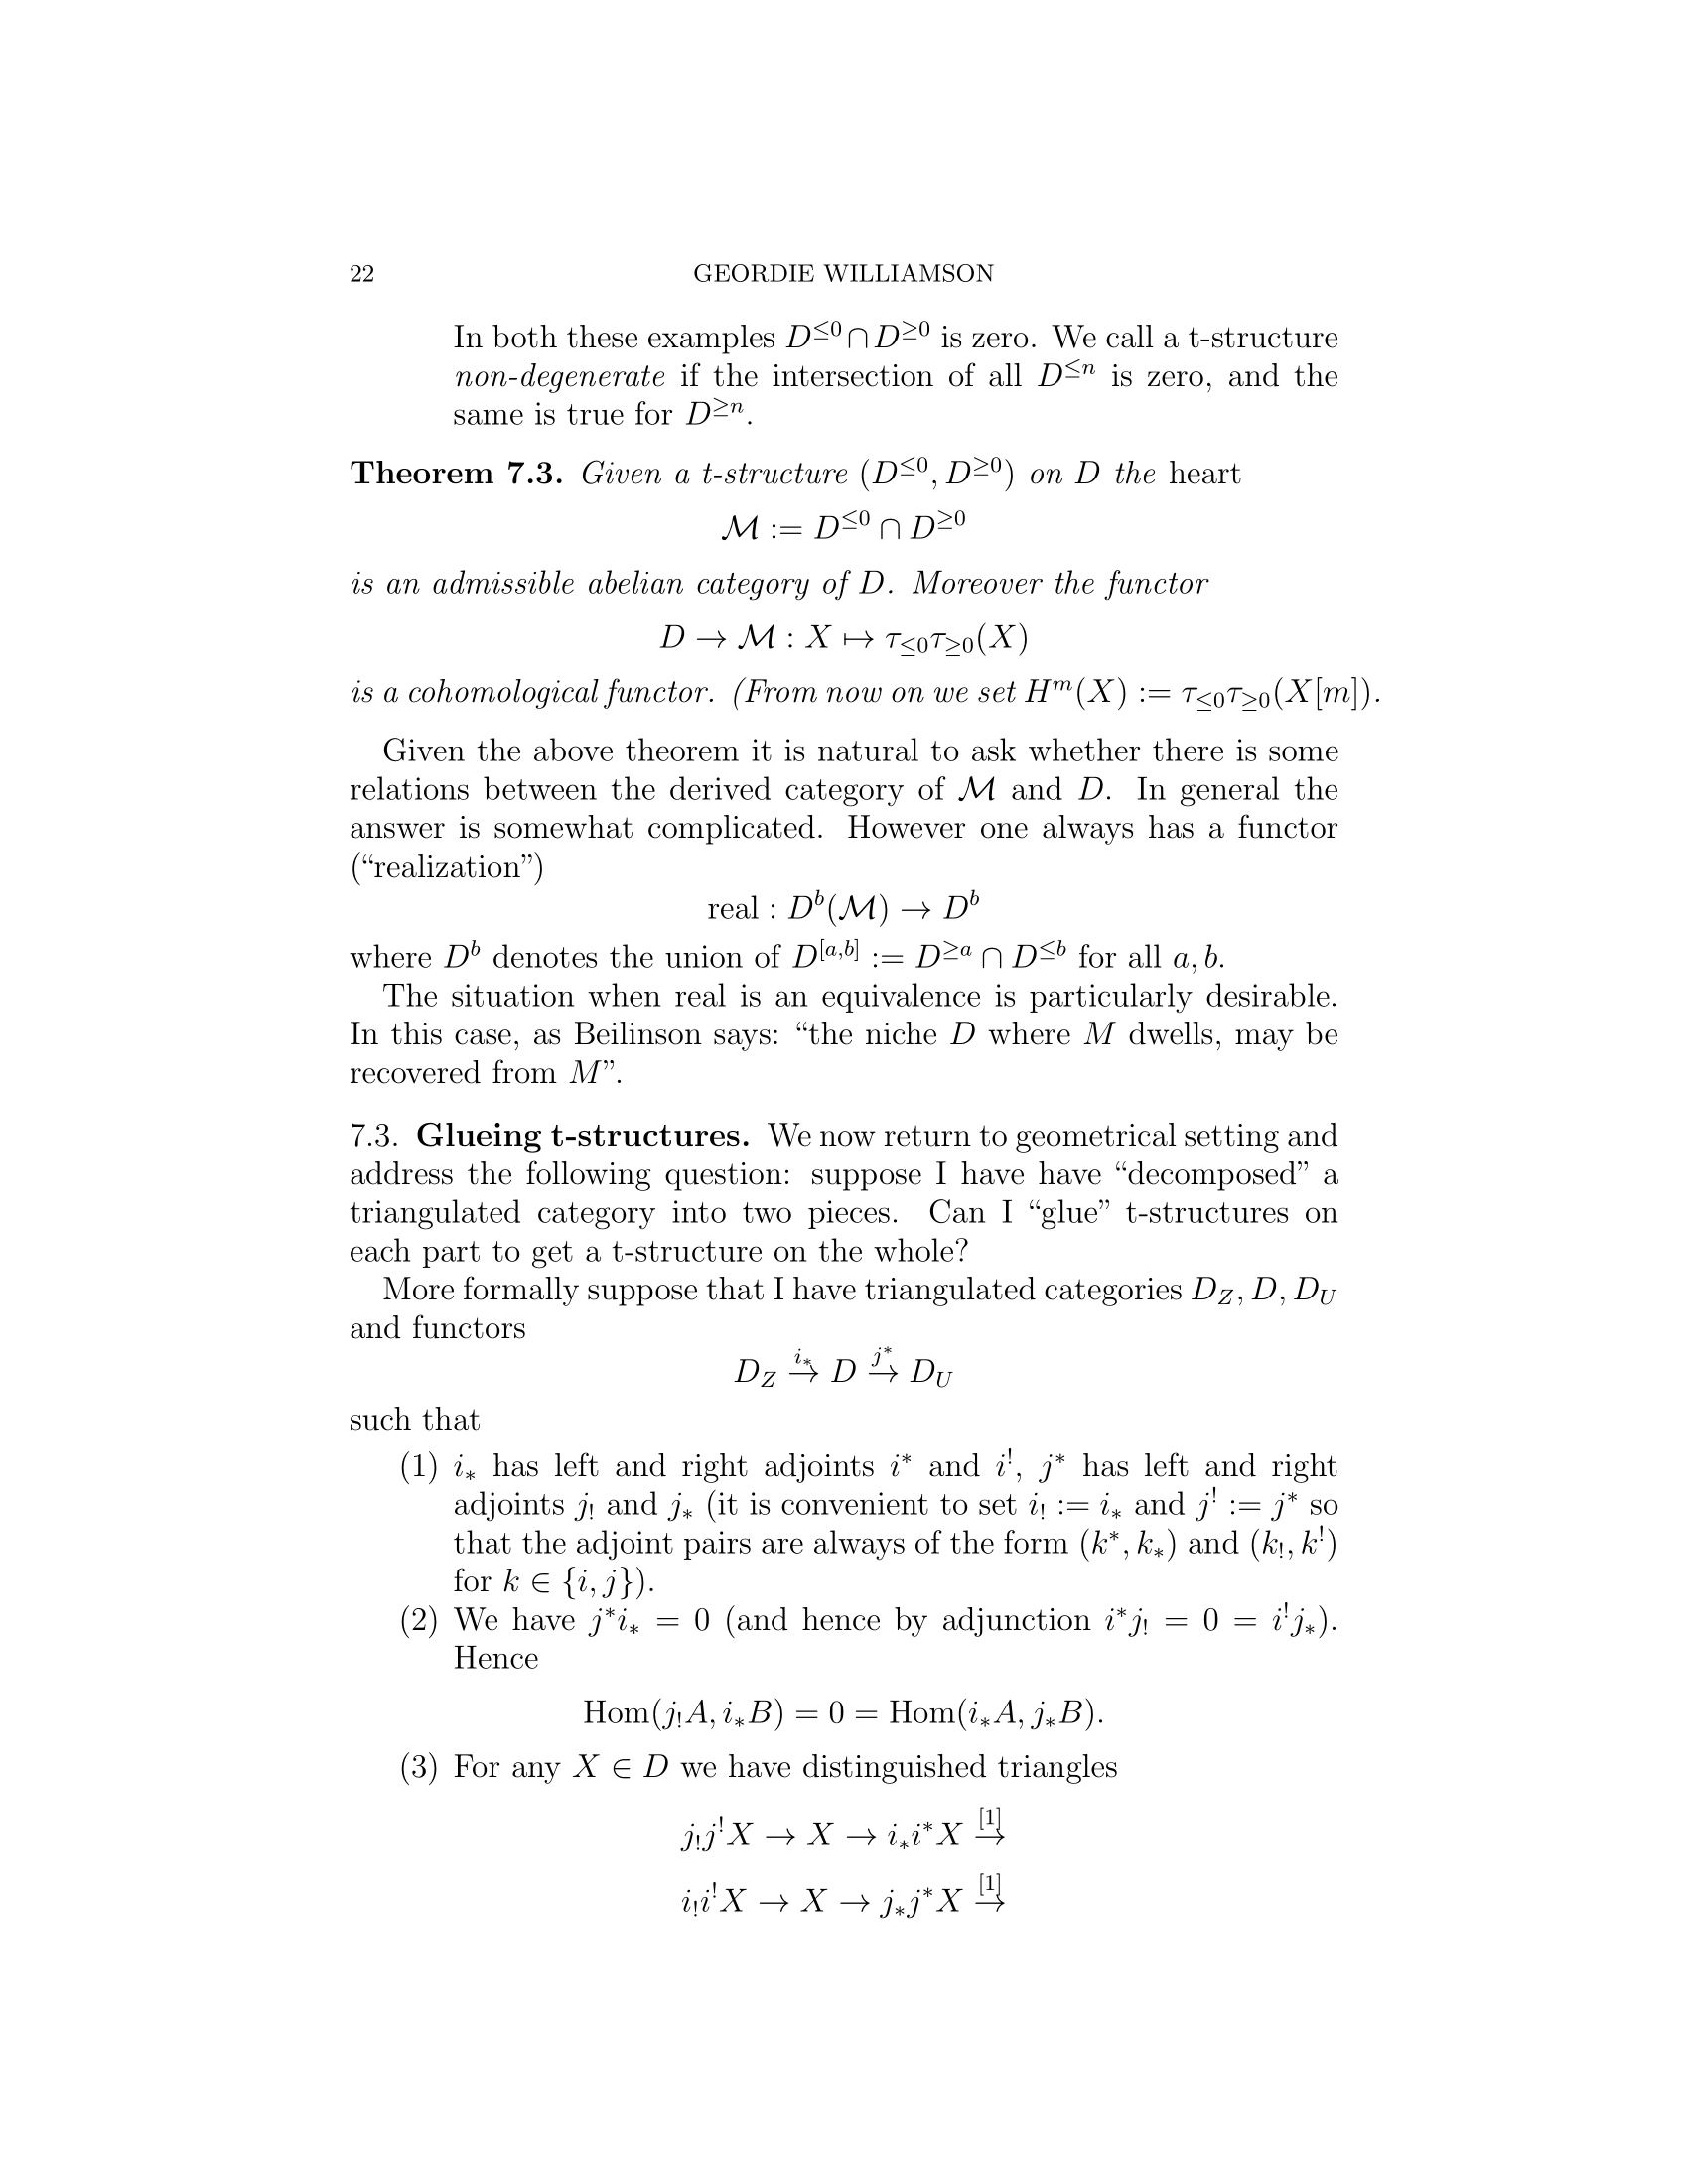 22 GEORDIE WILLIAMSON
In both these examples $D^{\leq 0} \cap D^{\geq 0}$ is zero. We call a t-structure
non-degenerate if the intersection of all $D^{\leq n}$ is zero, and the
same is true for $D^{\geq n}$.
Theorem 7.3. Given a t-structure $(D^{\leq 0}, D^{\geq 0})$ on $D$ the heart
$\mathcal{M} := D^{\leq 0} \cap D^{\geq 0}$
is an admissible abelian category of $D$. Moreover the functor
$D \to \mathcal{M} : X \mapsto \tau_{\leq 0}\tau_{\geq 0}(X)$
is a cohomological functor. (From now on we set $H^m(X) := \tau_{\leq 0}\tau_{\geq 0}(X[m])$.
Given the above theorem it is natural to ask whether there is some
relations between the derived category of $\mathcal{M}$ and $D$. In general the
answer is somewhat complicated. However one always has a functor
(“realization”)
$\text{real} : D^b(\mathcal{M}) \to D^b$
where $D^b$ denotes the union of $D^{[a,b]} := D^{\geq a} \cap D^{\leq b}$ for all $a, b$.
The situation when real is an equivalence is particularly desirable.
In this case, as Beilinson says: “the niche $D$ where $M$ dwells, may be
recovered from $M$”.
7.3. Glueing t-structures. We now return to geometrical setting and
address the following question: suppose I have have “decomposed” a
triangulated category into two pieces. Can I “glue” t-structures on
each part to get a t-structure on the whole?
More formally suppose that I have triangulated categories $D_Z, D, D_U$
and functors
$D_Z \xrightarrow{i_*} D \xrightarrow{j^*} D_U$
such that
(1) $i_*$ has left and right adjoints $i^*$ and $i^!$, $j^*$ has left and right
adjoints $j_!$ and $j_*$ (it is convenient to set $i_! := i_*$ and $j^! := j^*$ so
that the adjoint pairs are always of the form $(k^*, k_*)$ and $(k_!, k^!)$
for $k \in \{i, j\}$).
(2) We have $j^*i_* = 0$ (and hence by adjunction $i^*j_! = 0 = i^!j_*$).
Hence
$\text{Hom}(j_!A, i_*B) = 0 = \text{Hom}(i_*A, j_*B).$
(3) For any $X \in D$ we have distinguished triangles
$j_!j^!X \to X \to i_*i^*X \xrightarrow{[1]}$
$i_!i^!X \to X \to j_*j^*X \xrightarrow{[1]}$